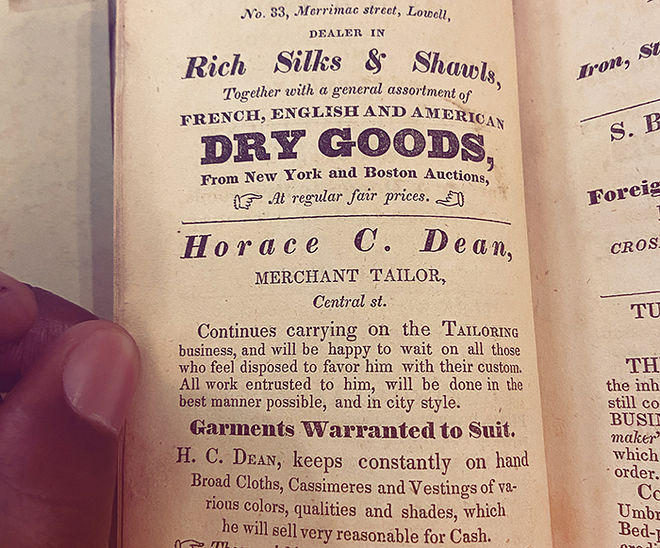 No. 33, Merrimac street, Lowell,
DEALER IN
Rich Silks & Shawls,
Together with a general assortment of
FRENCH, ENGLISH AND AMERICAN
DRY GOODS,
From New York and Boston Auctions,
At regular fair prices.
Horace C. Dean,
MERCHANT TAILOR,
Central st.
Continues carrying on the TAILORING
business, and will be happy to wait on all those
who feel disposed to favor him with their custom.
All work entrusted to him, will be done in the
best manner possible, and in city style.
Garments Warranted to Suit.
H. C. DEAN, keeps constantly on hand
Broad Cloths, Cassimeres and Vestings of va-
rious colors, qualities and shades, which
he will sell very reasonable for Cash.
Iron,
S.
Foreig
CROS
TU
TH
the inh
still co
BUSI
maker'
which
order.
Co
Umbr
Bed-p